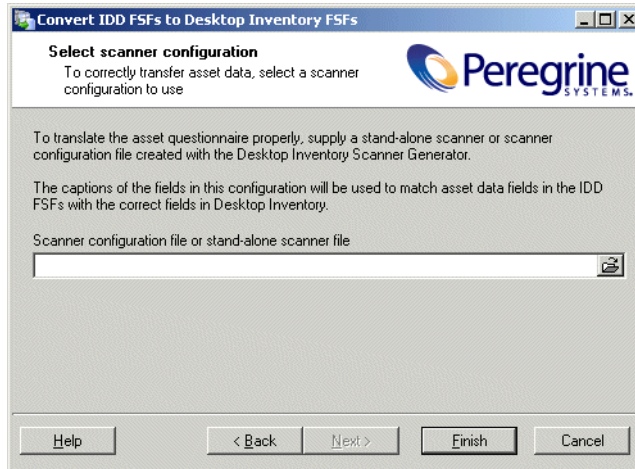 Convert IDD FSFs to Desktop Inventory FSFs
Select scanner configuration
To correctly transfer asset data, select a scanner
configuration to use
Peregrine
SYSTEMS.
To translate the asset questionnaire properly, supply a stand-alone scanner or scanner
configuration file created with the Desktop Inventory Scanner Generator.
The captions of the fields in this configuration will be used to match asset data fields in the IDD
FSFs with the correct fields in Desktop Inventory.
Scanner configuration file or stand-alone scanner file
Help
< Back
Next >
Finish
Cancel